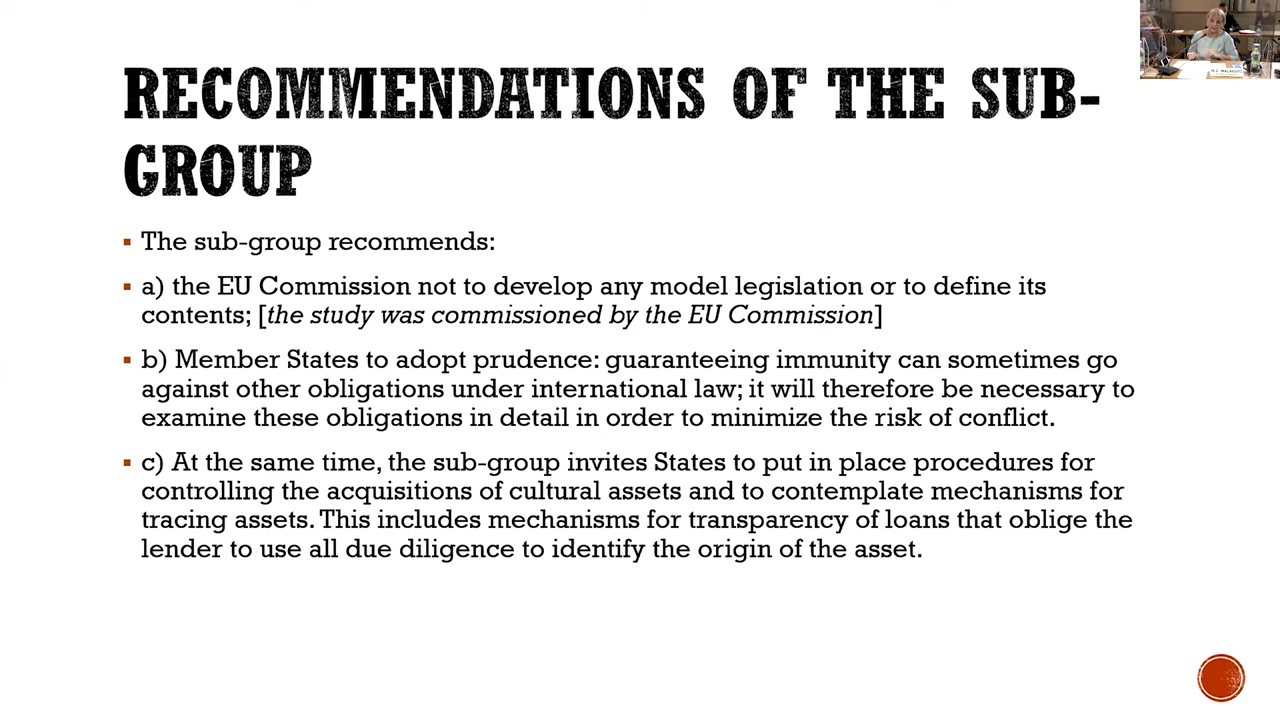 RECOMMENDATIONS OF THE SUB-
GROUP
The sub-group recommends:
a) the EU Commission not to develop any model legislation or to define its
contents; [the study was commissioned by the EU Commission]
b) Member States to adopt prudence: guaranteeing immunity can sometimes go
against other obligations under international law; it will therefore be necessary to
examine these obligations in detail in order to minimize the risk of conflict.
c) At the same time, the sub-group invites States to put in place procedures for
controlling the acquisitions of cultural assets and to contemplate mechanisms for
tracing assets. This includes mechanisms for transparency of loans that oblige the
lender to use all due diligence to identify the origin of the asset.